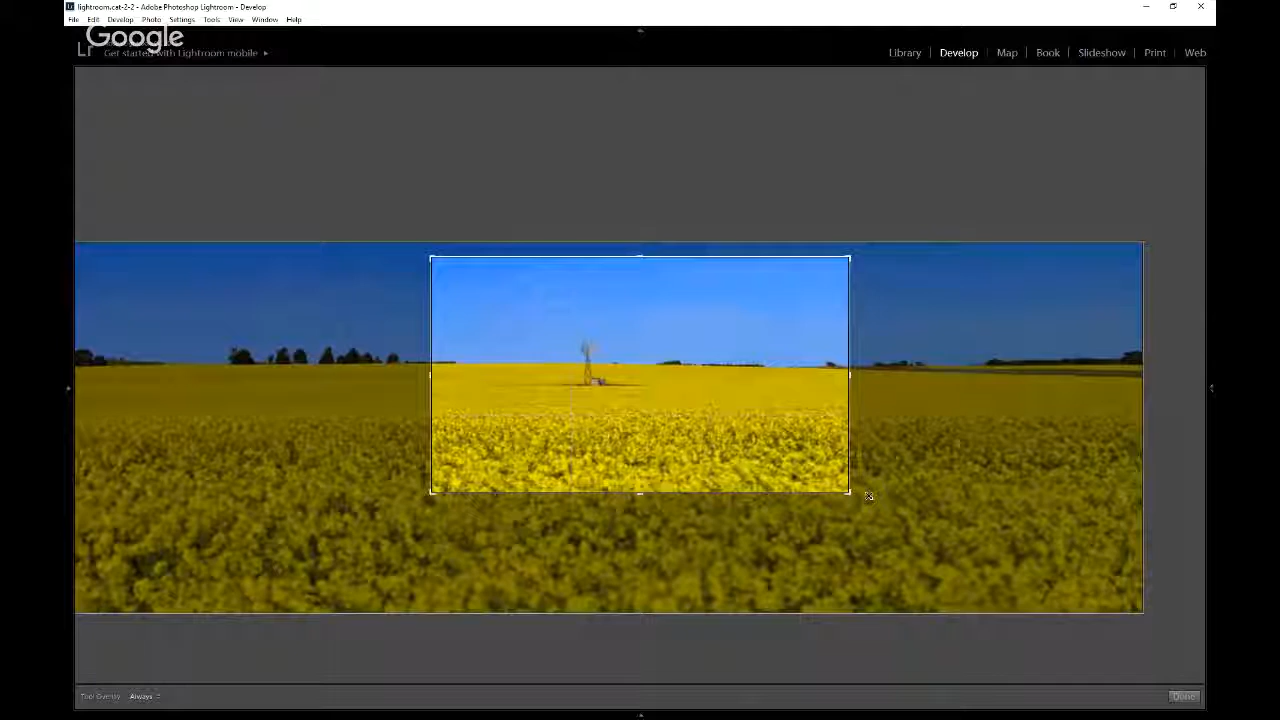 lightroom.cat-2-2 - Adobe Photoshop Lightroom - Develop
File Edit Develop Photo Settings Tools View Window Help
Google
Lr Get started with Lightroom mobile
Library Develop Map Book Slideshow Print Web
Tool Overlay Always
Done